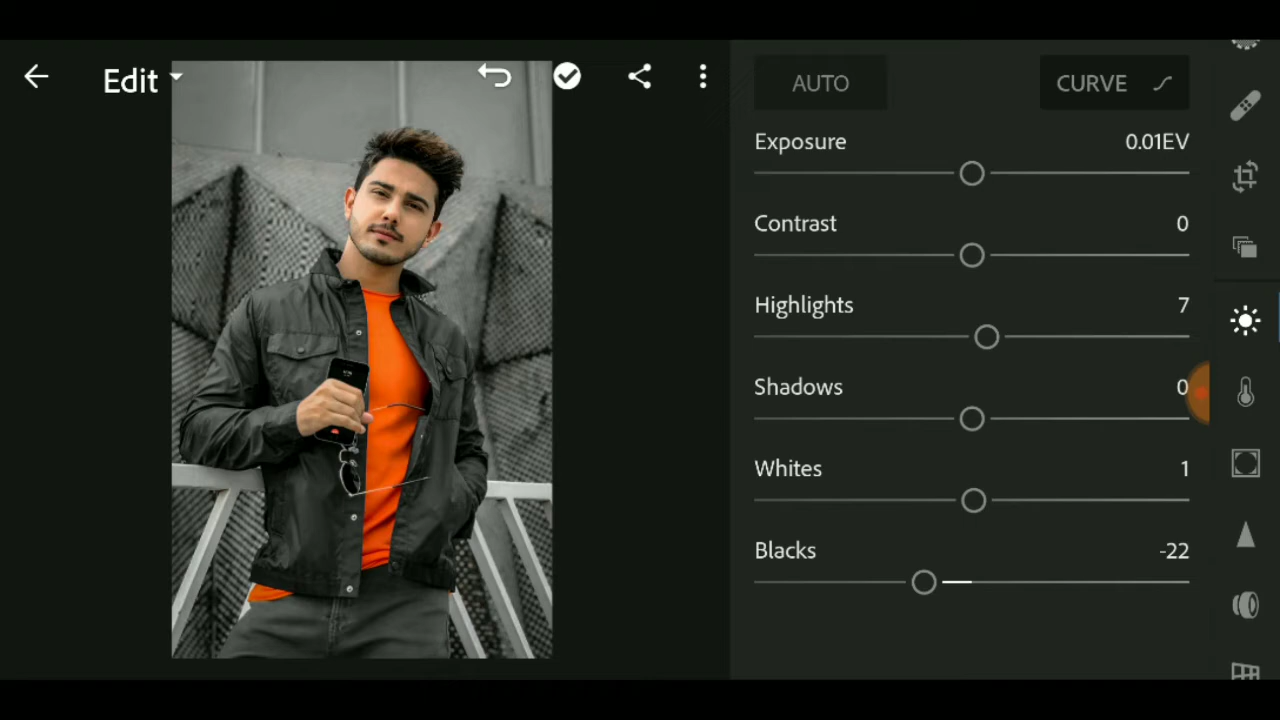 Edit
AUTO
CURVE
Exposure 0.01EV
Contrast 0
Highlights 7
Shadows 0
Whites 1
Blacks -22